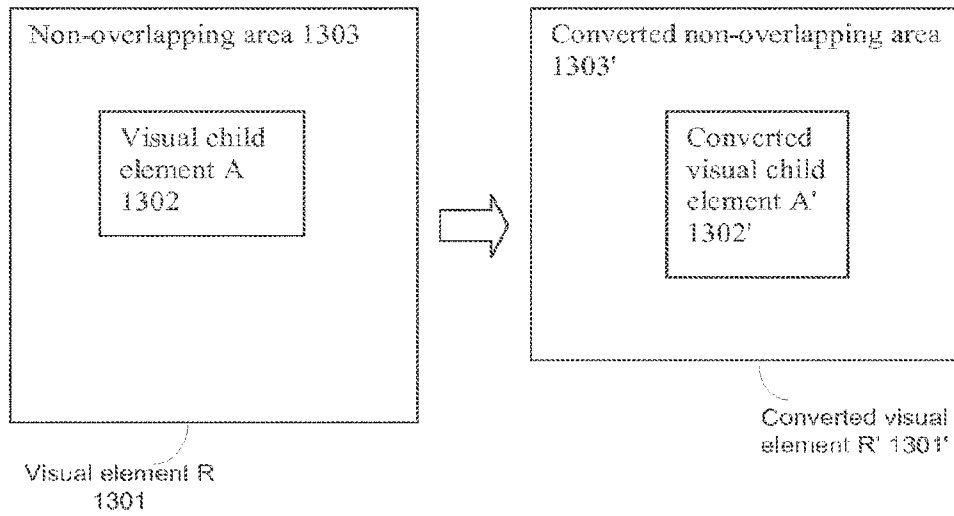 Non-overlapping area 1303
Visual child
element A
1302
Visual element R
1301
Converted non-overlapping area
1303'
Converted
visual child
element A'
1302'
Converted visual
element R' 1301'